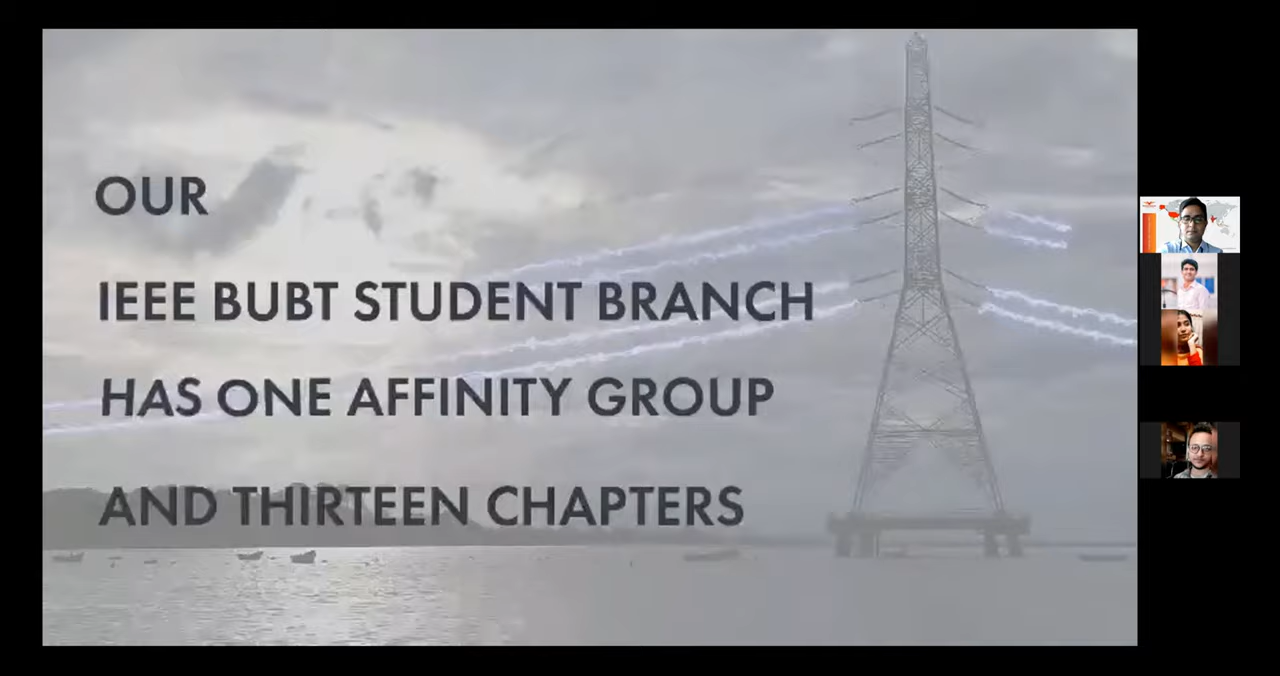 OUR
IEEE BUBT STUDENT BRANCH
HAS ONE AFFINITY GROUP
AND THIRTEEN CHAPTERS